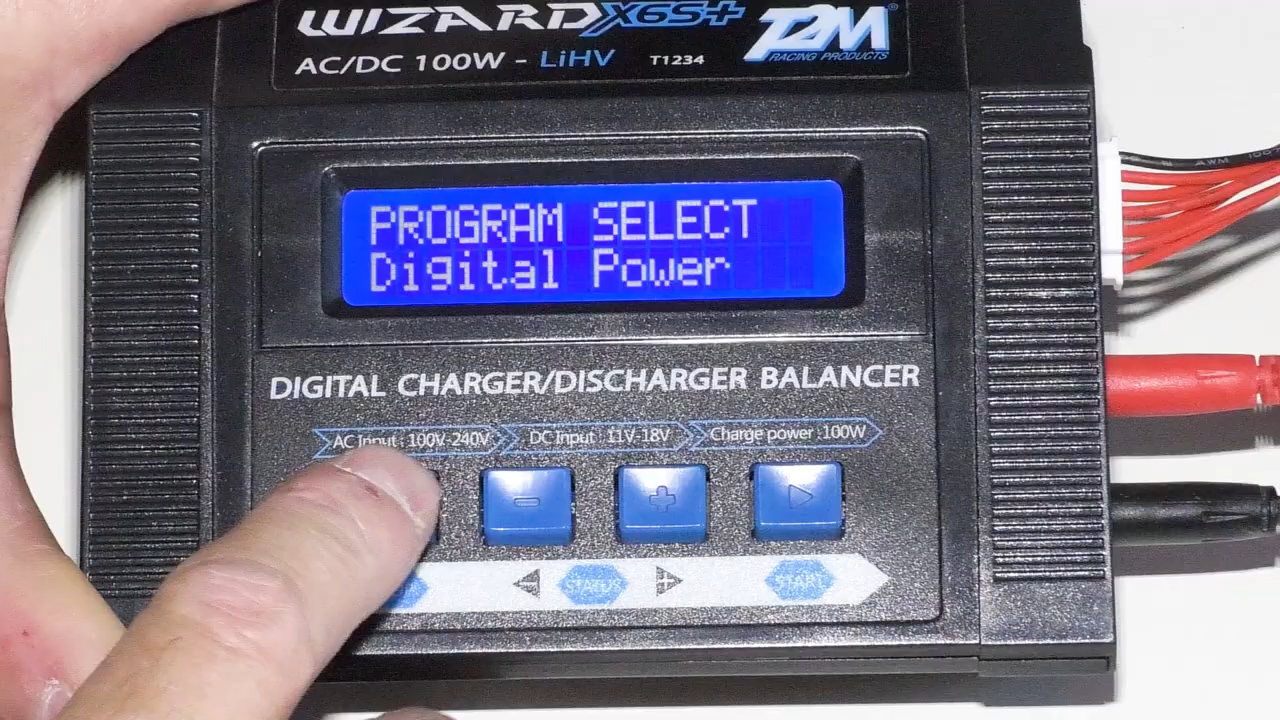 WIZARD X6S+
T2M
RACING PRODUCTS
AC/DC 100W - LiHV T1234
PROGRAM SELECT
Digital Power
DIGITAL CHARGER/DISCHARGER BALANCER
AC Input : 100V-240V DC Input : 11V-18V Charge power :100W
- +
STATUS START
AWM